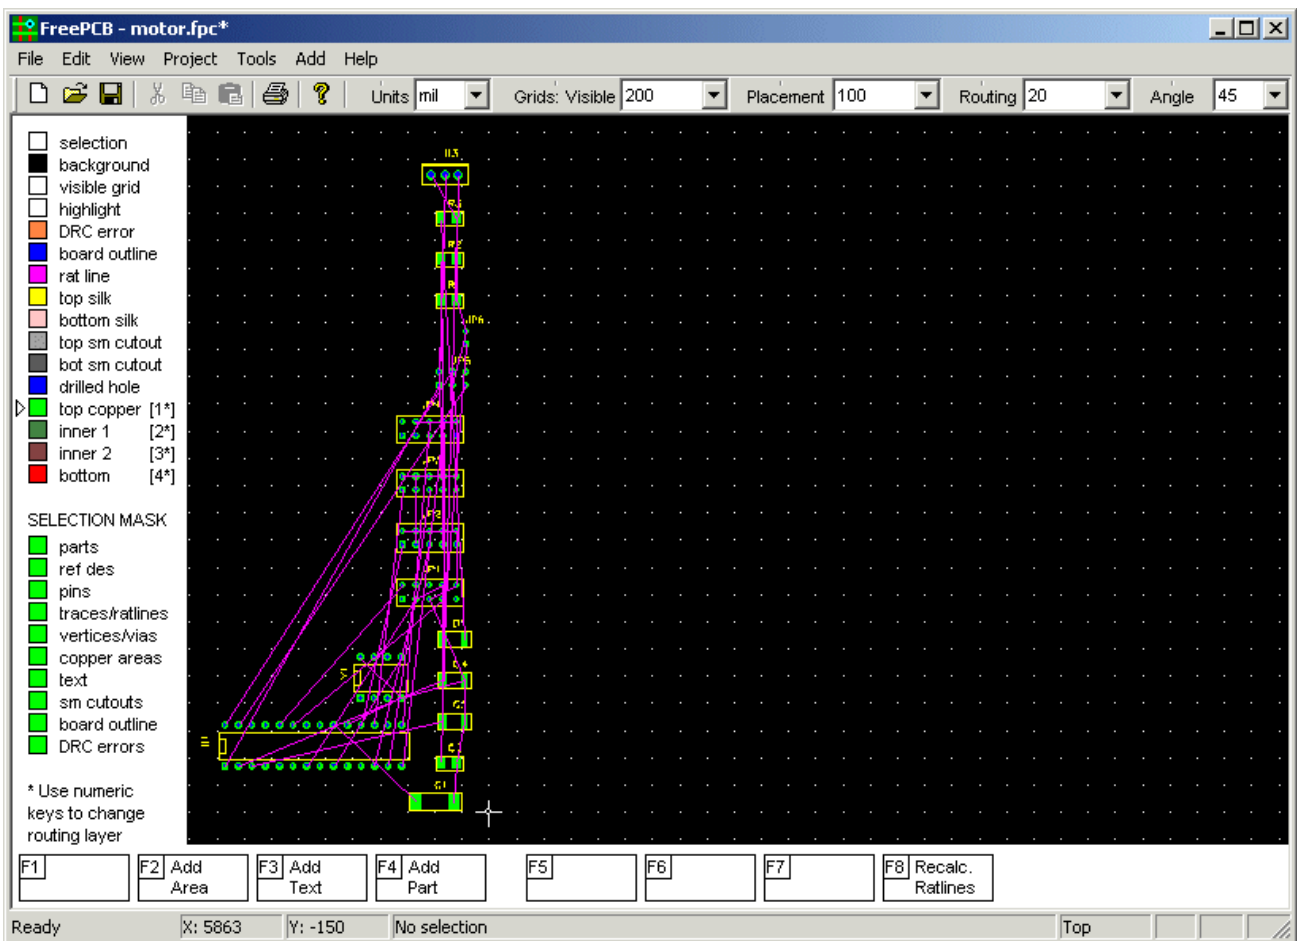 FreePCB - motor.fpc*
File Edit View Project Tools Add Help
Units mil Grids: Visible 200 Placement 100 Routing 20 Angle 45
selection
background
visible grid
highlight
DRC error
board outline
rat line
top silk
bottom silk
top sm cutout
bot sm cutout
drilled hole
top copper [1*]
inner 1 [2*]
inner 2 [3*]
bottom [4*]
SELECTION MASK
parts
ref des
pins
traces/ratlines
vertices/vias
copper areas
text
sm cutouts
board outline
DRC errors
* Use numeric
keys to change
routing layer
JP6
Y1
F1 F2 Add Area F3 Add Text F4 Add Part F5 F6 F7 F8 Recalc. Ratlines
Ready X: 5863 Y: -150 No selection Top